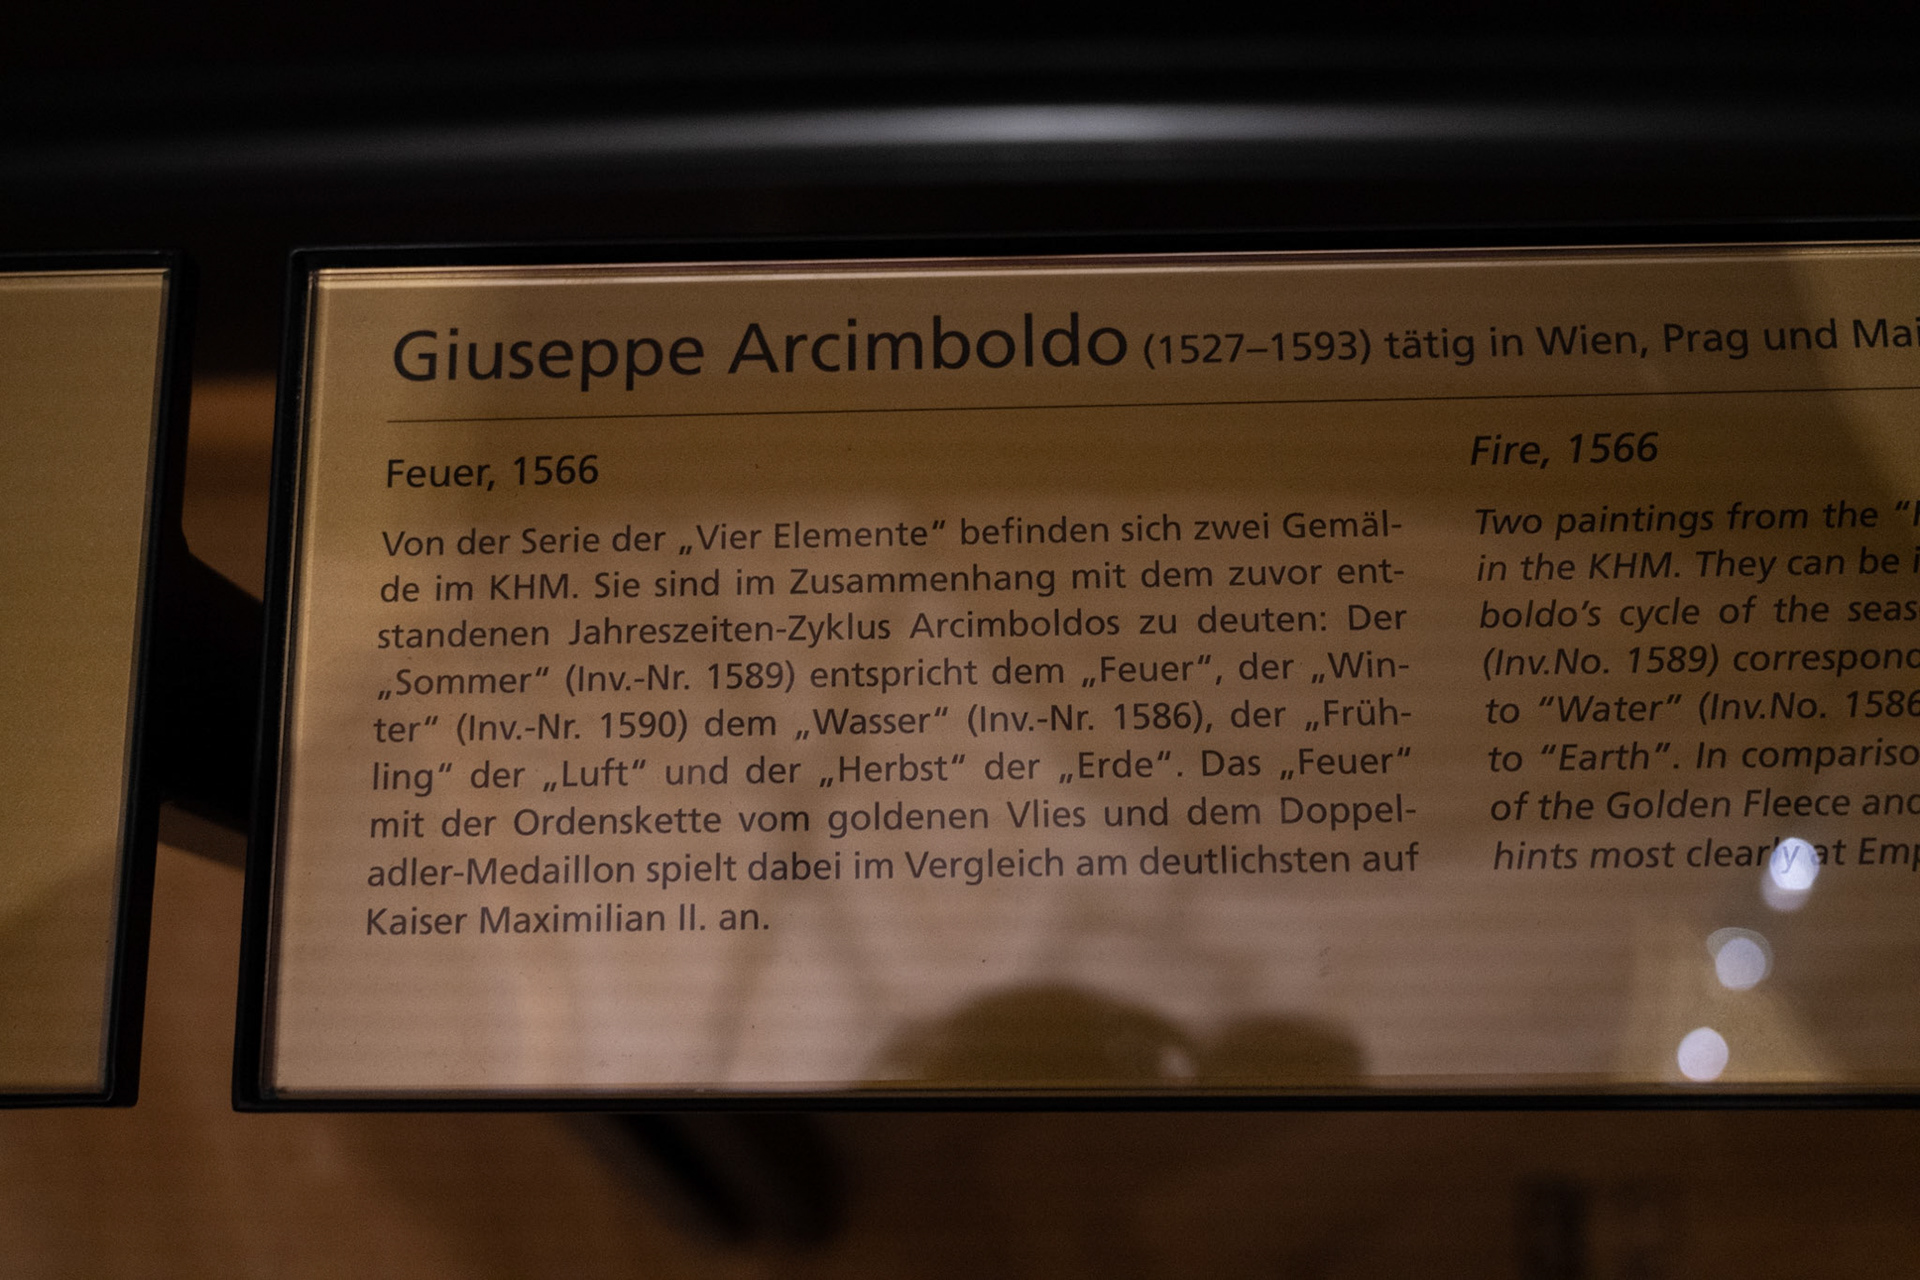 Giuseppe Arcimboldo (1527–1593) tätig in Wien, Prag und Mai
Feuer, 1566
Von der Serie der „Vier Elemente“ befinden sich zwei Gemäl-
de im KHM. Sie sind im Zusammenhang mit dem zuvor ent-
standenen Jahreszeiten-Zyklus Arcimboldos zu deuten: Der
„Sommer“ (Inv.-Nr. 1589) entspricht dem „Feuer“, der „Win-
ter“ (Inv.-Nr. 1590) dem „Wasser“ (Inv.-Nr. 1586), der „Früh-
ling“ der „Luft“ und der „Herbst“ der „Erde“. Das „Feuer“
mit der Ordenskette vom goldenen Vlies und dem Doppel-
adler-Medaillon spielt dabei im Vergleich am deutlichsten auf
Kaiser Maximilian II. an.
Fire, 1566
Two paintings from the “
in the KHM. They can be i
boldo’s cycle of the seas
(Inv.No. 1589) correspond
to “Water” (Inv.No. 1586
to “Earth”. In compariso
of the Golden Fleece and
hints most clearly at Emp